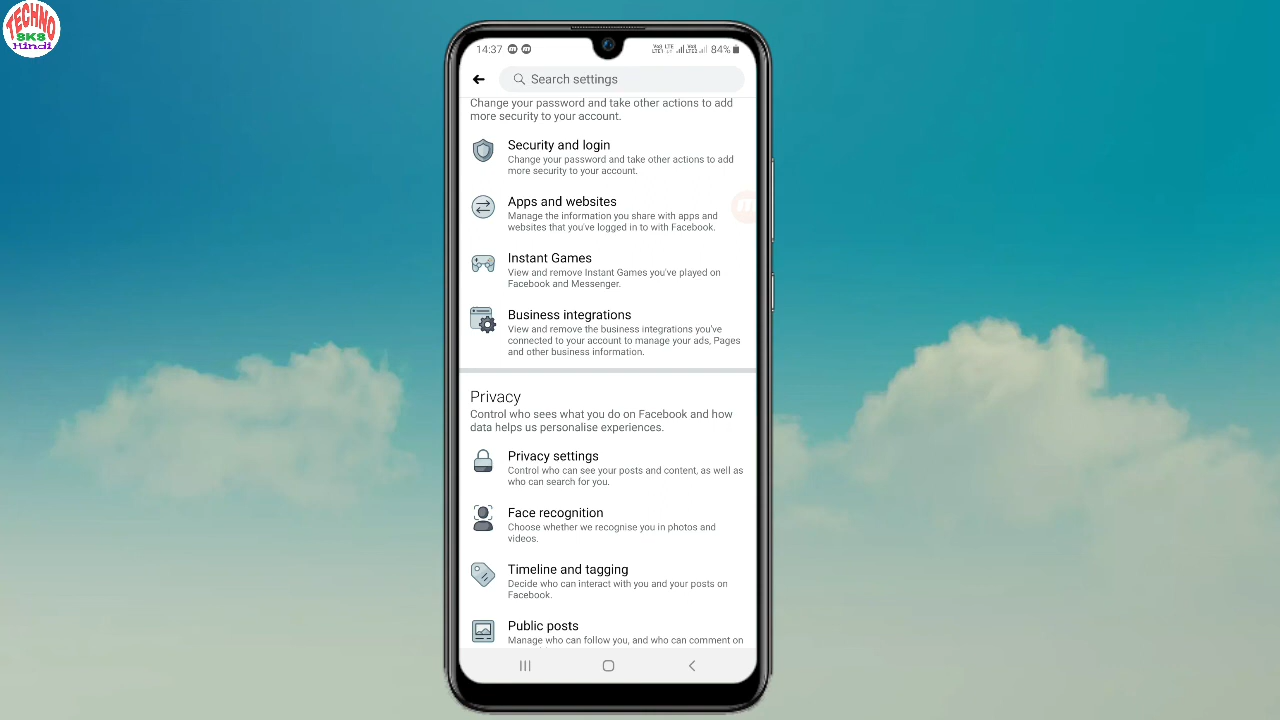 TECHNO
SKS
Hindi
14:37
84%
Search settings
Change your password and take other actions to add
more security to your account.
Security and login
Change your password and take other actions to add
more security to your account.
Apps and websites
Manage the information you share with apps and
websites that you've logged in to with Facebook.
Instant Games
View and remove Instant Games you've played on
Facebook and Messenger.
Business integrations
View and remove the business integrations you've
connected to your account to manage your ads, Pages
and other business information.
Privacy
Control who sees what you do on Facebook and how
data helps us personalise experiences.
Privacy settings
Control who can see your posts and content, as well as
who can search for you.
Face recognition
Choose whether we recognise you in photos and
videos.
Timeline and tagging
Decide who can interact with you and your posts on
Facebook.
Public posts
Manage who can follow you, and who can comment on